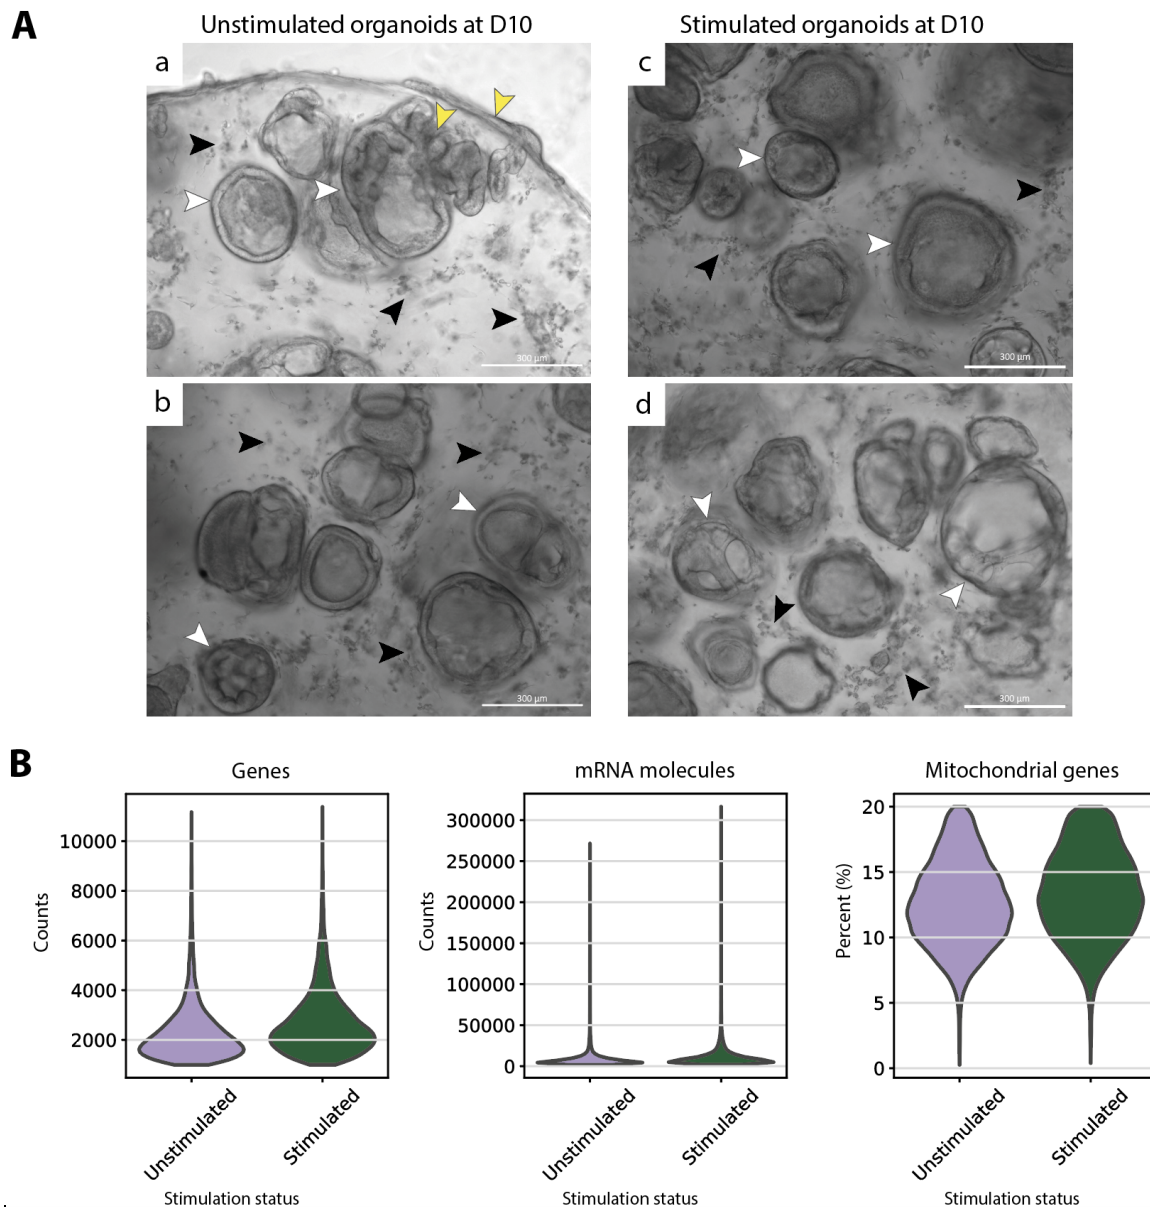 A
Unstimulated organoids at D10
Stimulated organoids at D10
a
c
300 µm
300 µm
b
d
300 µm
300 µm
B
Genes
mRNA molecules
Mitochondrial genes
Counts
10000
8000
6000
4000
2000
Unstimulated
Stimulated
Stimulation status
Counts
300000
250000
200000
150000
100000
50000
0
Unstimulated
Stimulated
Stimulation status
Percent (%)
20
15
10
5
0
Unstimulated
Stimulated
Stimulation status